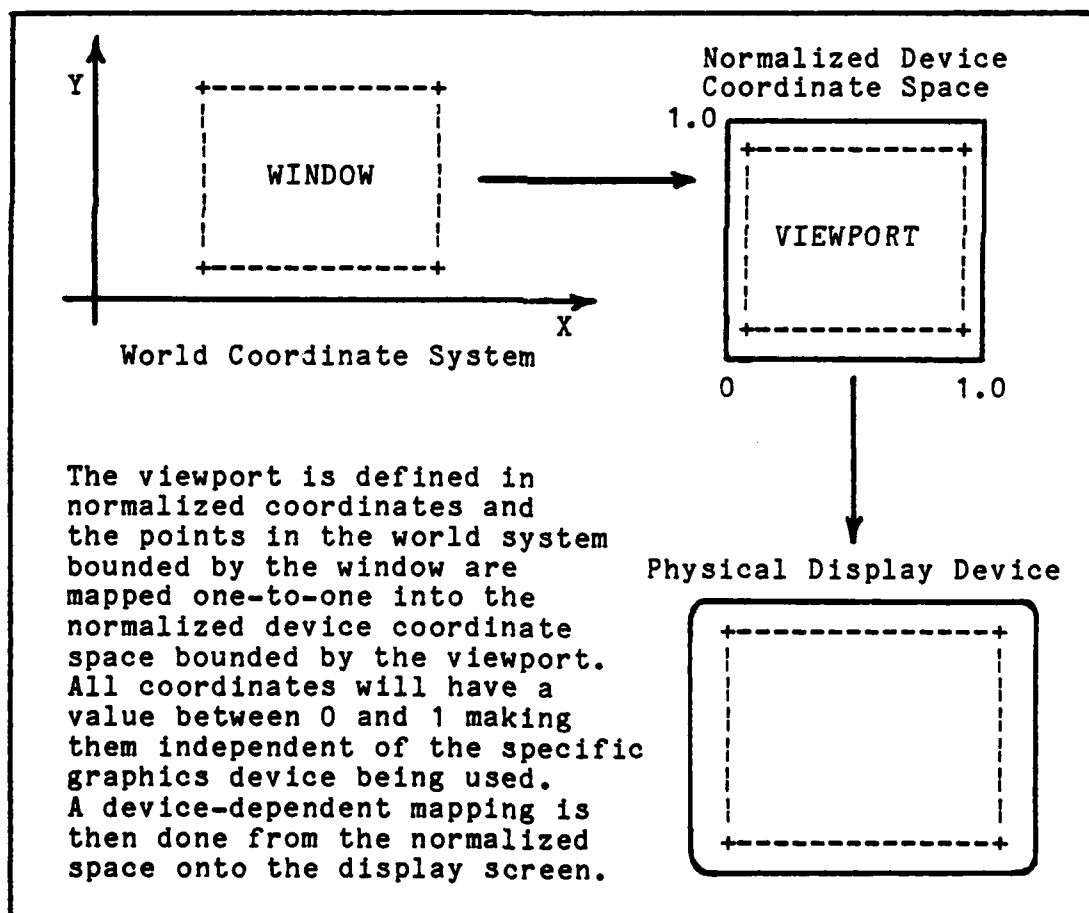 Normalized Device
Coordinate Space
Y
1.0
WINDOW
VIEWPORT
X
World Coordinate System
0
1.0
The viewport is defined in
normalized coordinates and
the points in the world system
bounded by the window are
mapped one-to-one into the
normalized device coordinate
space bounded by the viewport.
All coordinates will have a
value between 0 and 1 making
them independent of the specific
graphics device being used.
A device-dependent mapping is
then done from the normalized
space onto the display screen.
Physical Display Device